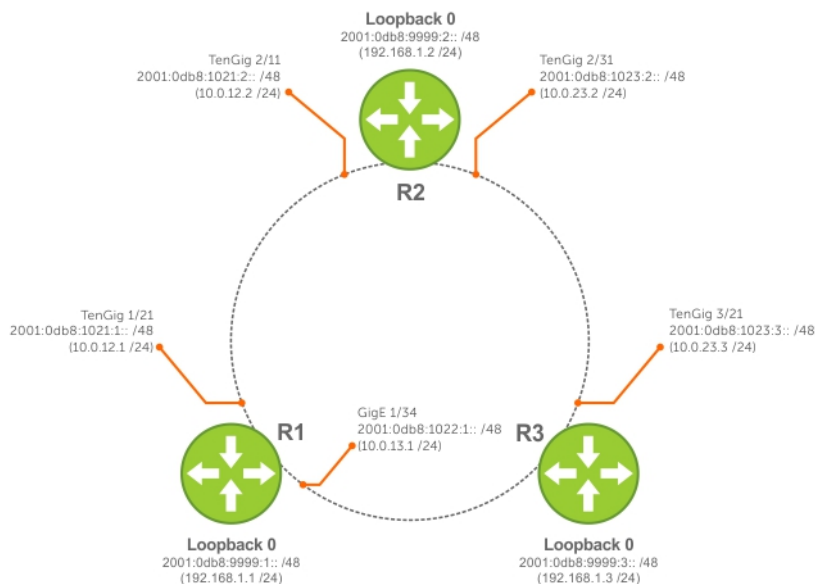 Loopback 0
2001:0db8:9999:2:: /48
(192.168.1.2 /24)
TenGig 2/11
2001:0db8:1021:2:: /48
(10.0.12.2 /24)
TenGig 2/31
2001:0db8:1023:2:: /48
(10.0.23.2 /24)
R2
TenGig 1/21
2001:0db8:1021:1:: /48
(10.0.12.1 /24)
TenGig 3/21
2001:0db8:1023:3:: /48
(10.0.23.3 /24)
GigE 1/34
2001:0db8:1022:1:: /48
(10.0.13.1 /24)
R1
R3
Loopback 0
2001:0db8:9999:1:: /48
(192.168.1.1 /24)
Loopback 0
2001:0db8:9999:3:: /48
(192.168.1.3 /24)